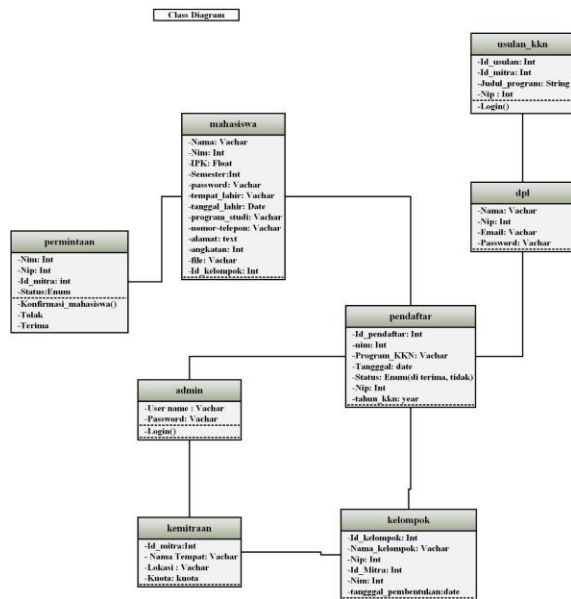 Class Diagram
usulan_kkn
-Id_usulan: Int
-Id_mitra: Int
-Judul_program: String
-Nip : Int
-Login()
mahasiswa
-Nama: Vachar
-Nim: Int
-IPK: Float
-Semester:Int
-password: Vachar
-tempat_lahir: Vachar
-tanggal_lahir: Date
-program_studi: Vachar
-nomor-telepon: Vachar
-alamat: text
-angkatan: Int
-file: Vachar
-Id_kelompok: Int
dpl
-Nama: Vachar
-Nip: Int
-Email: Vachar
-Password: Vachar
permintaan
-Nim: Int
-Nip: Int
-Id_mitra: int
-Status:Enum
-Konfirmasi_mahasiswa()
-Tolak
-Terima
pendaftar
-Id_pendaftar: Int
-nim: Int
-Program_KKN: Vachar
-Tangggal: date
-Status: Enum(di terima, tidak)
-Nip: Int
-tahun_kkn: year
admin
-User name : Vachar
-Password: Vachar
-Login()
kemitraan
-Id_mitra:Int
- Nama Tempat: Vachar
-Lokasi : Vachar
-Kuota: kuota
kelompok
-Id_kelompok: Int
-Nama_kelompok: Vachar
-Nip: Int
-Id_Mitra: Int
-Nim: Int
-tangggal_pembentukan:date